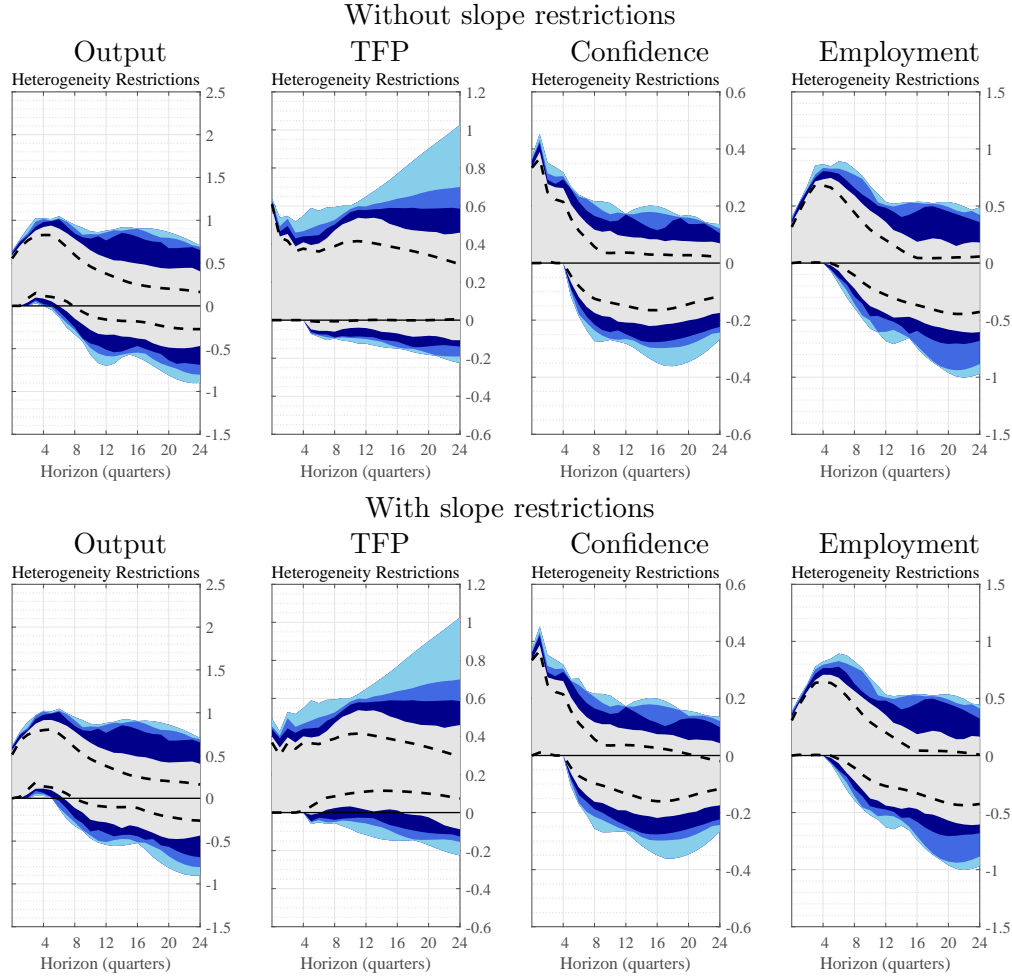 Without slope restrictions
Output TFP Confidence Employment
Heterogeneity Restrictions Heterogeneity Restrictions Heterogeneity Restrictions Heterogeneity Restrictions
2.5 1.2 0.6 1.5
2 1 0.4 1
1.5 0.8 0.2 0.5
1 0.6 0 0
0.5 0.4 -0.2 -0.5
0 0.2 -0.4 -1
-0.5 0 -0.6 -1.5
-1 -0.2
-1.5 -0.4
-0.6
4 8 12 16 20 24 4 8 12 16 20 24 4 8 12 16 20 24 4 8 12 16 20 24
Horizon (quarters) Horizon (quarters) Horizon (quarters) Horizon (quarters)
With slope restrictions
Output TFP Confidence Employment
Heterogeneity Restrictions Heterogeneity Restrictions Heterogeneity Restrictions Heterogeneity Restrictions
2.5 1.2 0.6 1.5
2 1 0.4 1
1.5 0.8 0.2 0.5
1 0.6 0 0
0.5 0.4 -0.2 -0.5
0 0.2 -0.4 -1
-0.5 0 -0.6 -1.5
-1 -0.2
-1.5 -0.4
-0.6
4 8 12 16 20 24 4 8 12 16 20 24 4 8 12 16 20 24 4 8 12 16 20 24
Horizon (quarters) Horizon (quarters) Horizon (quarters) Horizon (quarters)